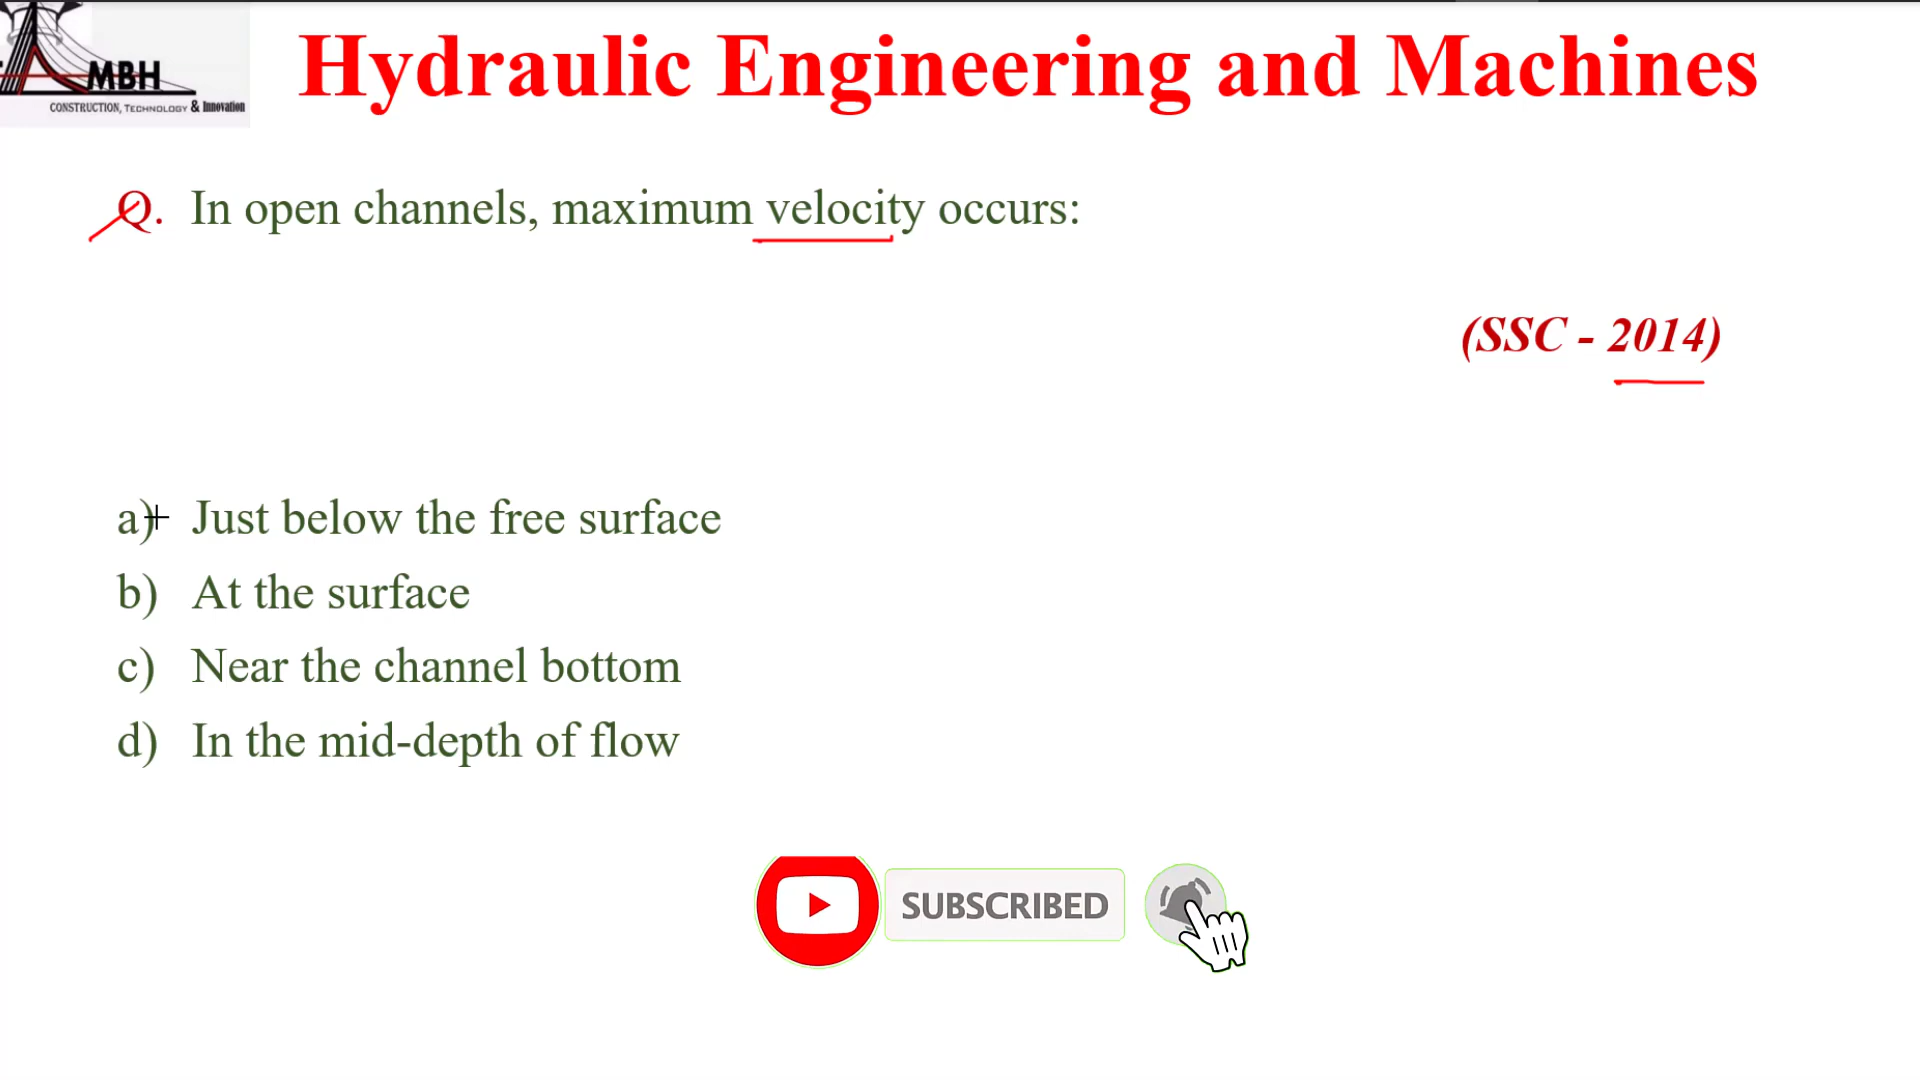 MBH
CONSTRUCTION, TECHNOLOGY & Innovation
Hydraulic Engineering and Machines
Q. In open channels, maximum velocity occurs:
(SSC - 2014)
a) Just below the free surface
b) At the surface
c) Near the channel bottom
d) In the mid-depth of flow
SUBSCRIBED